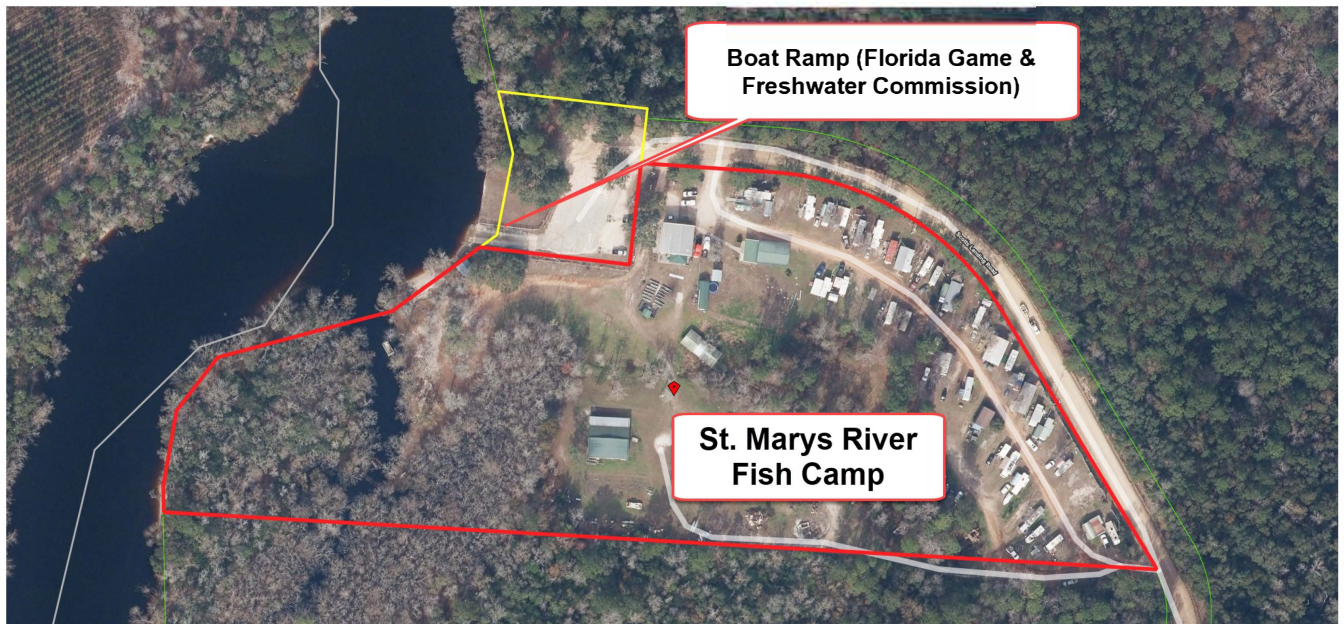 Boat Ramp (Florida Game &
Freshwater Commission)
St. Marys River
Fish Camp